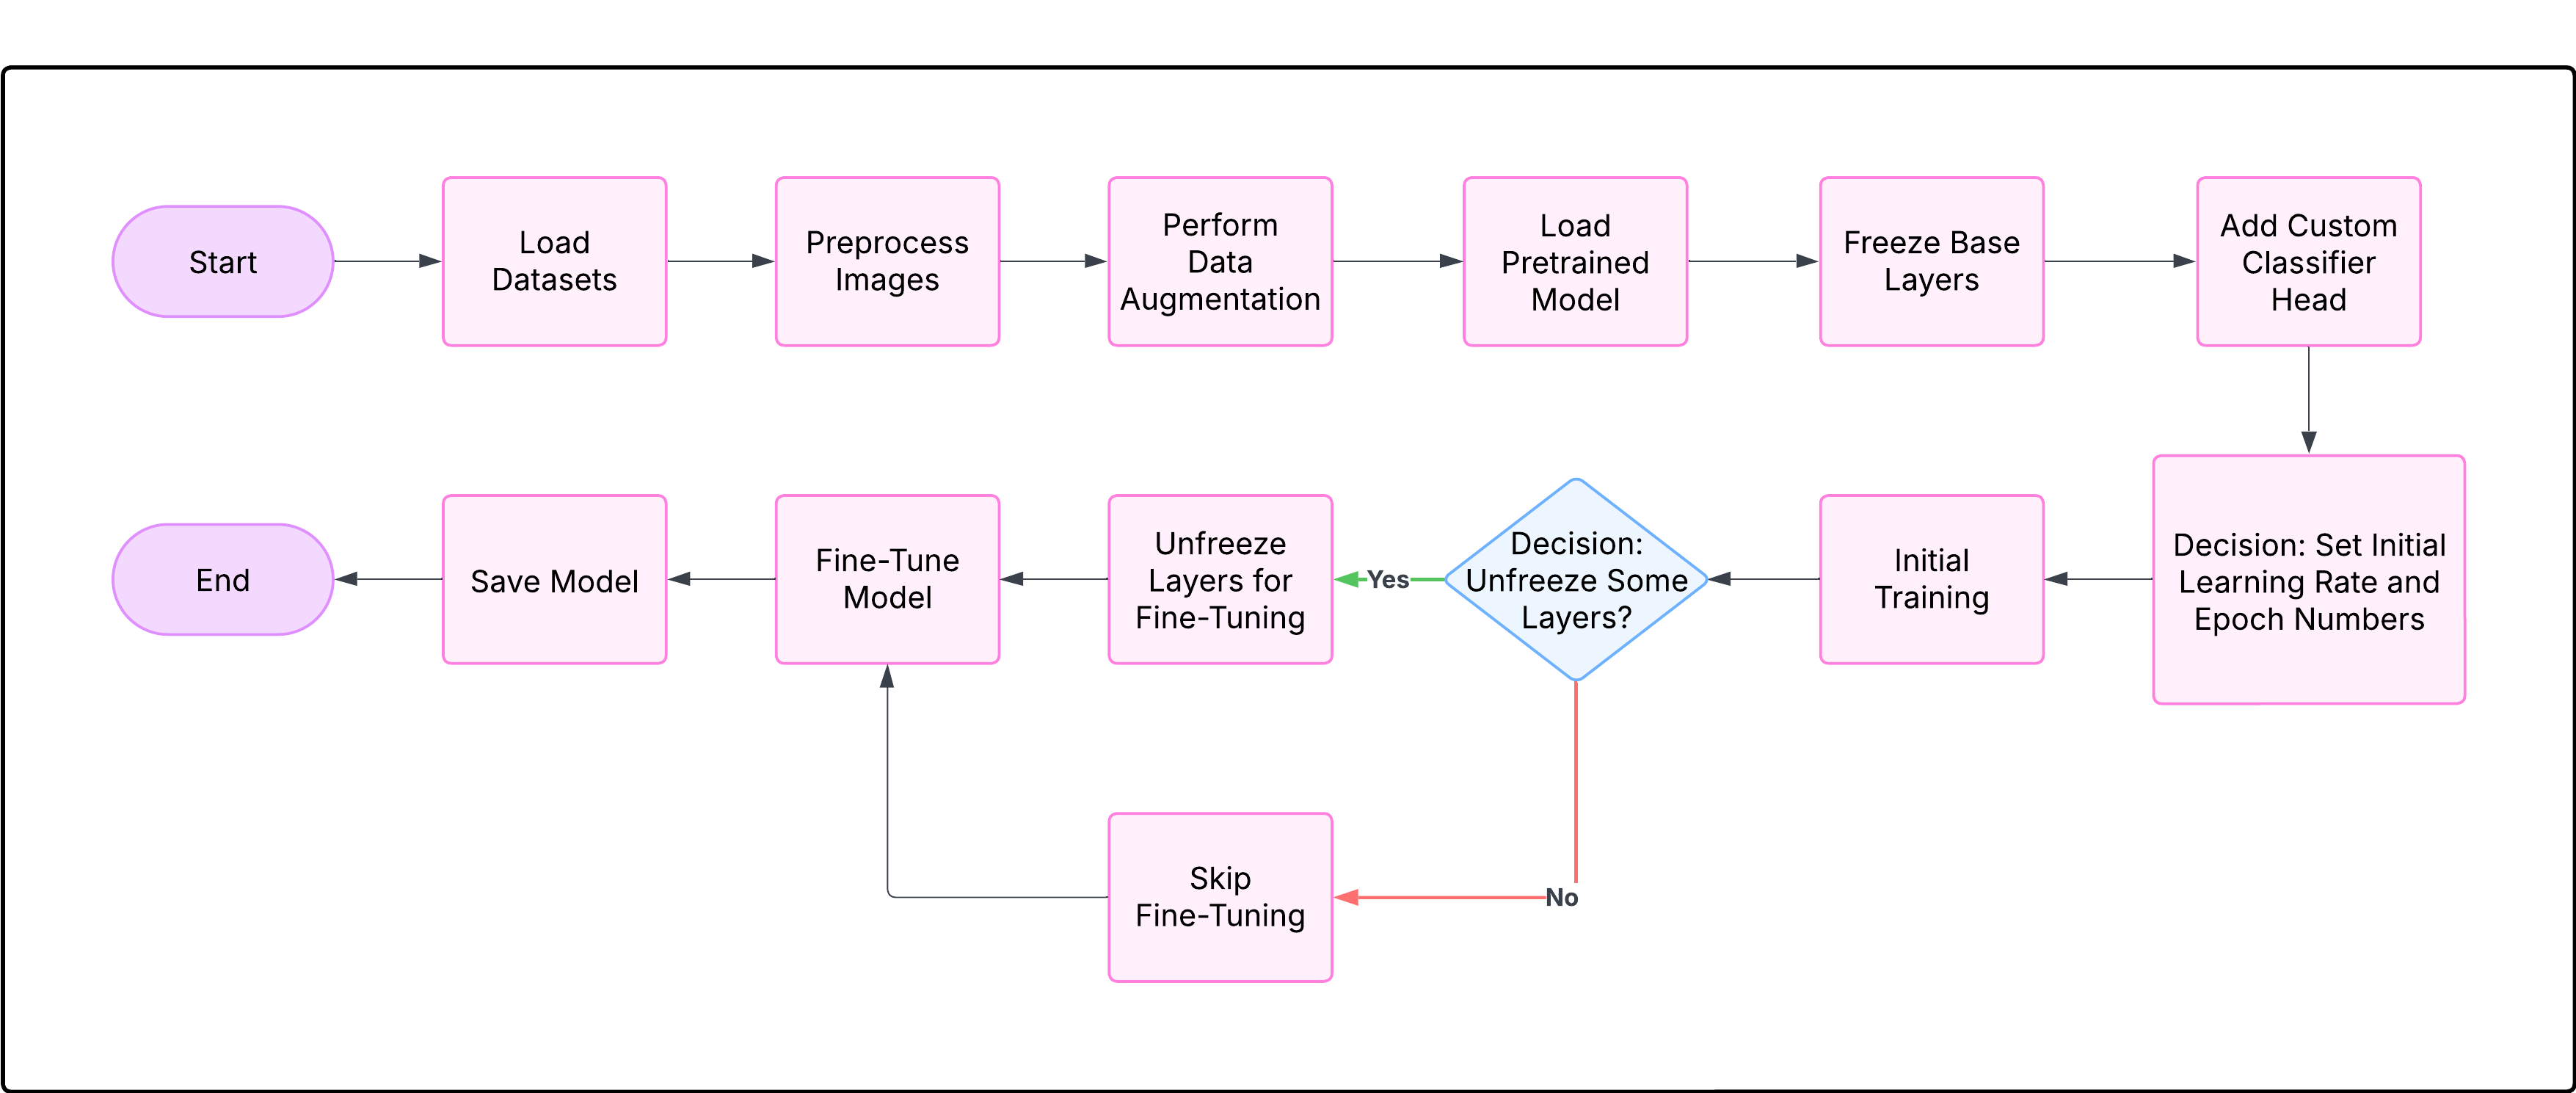 Start
Load
Datasets
Preprocess
Images
Perform
Data
Augmentation
Load
Pretrained
Model
Freeze Base
Layers
Add Custom
Classifier
Head
Decision: Set Initial
Learning Rate and
Epoch Numbers
Initial
Training
Decision:
Unfreeze Some
Layers?
Yes
Unfreeze
Layers for
Fine-Tuning
Fine-Tune
Model
Save Model
End
No
Skip
Fine-Tuning